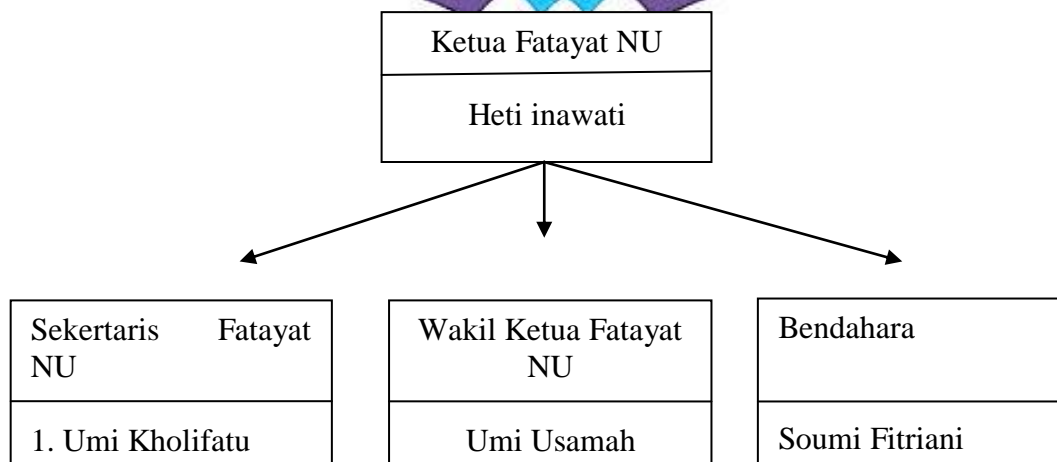 Ketua Fatayat NU
Heti inawati
Sekertaris Fatayat
NU
1. Umi Kholifatu
Wakil Ketua Fatayat
NU
Umi Usamah
Bendahara
Soumi Fitriani